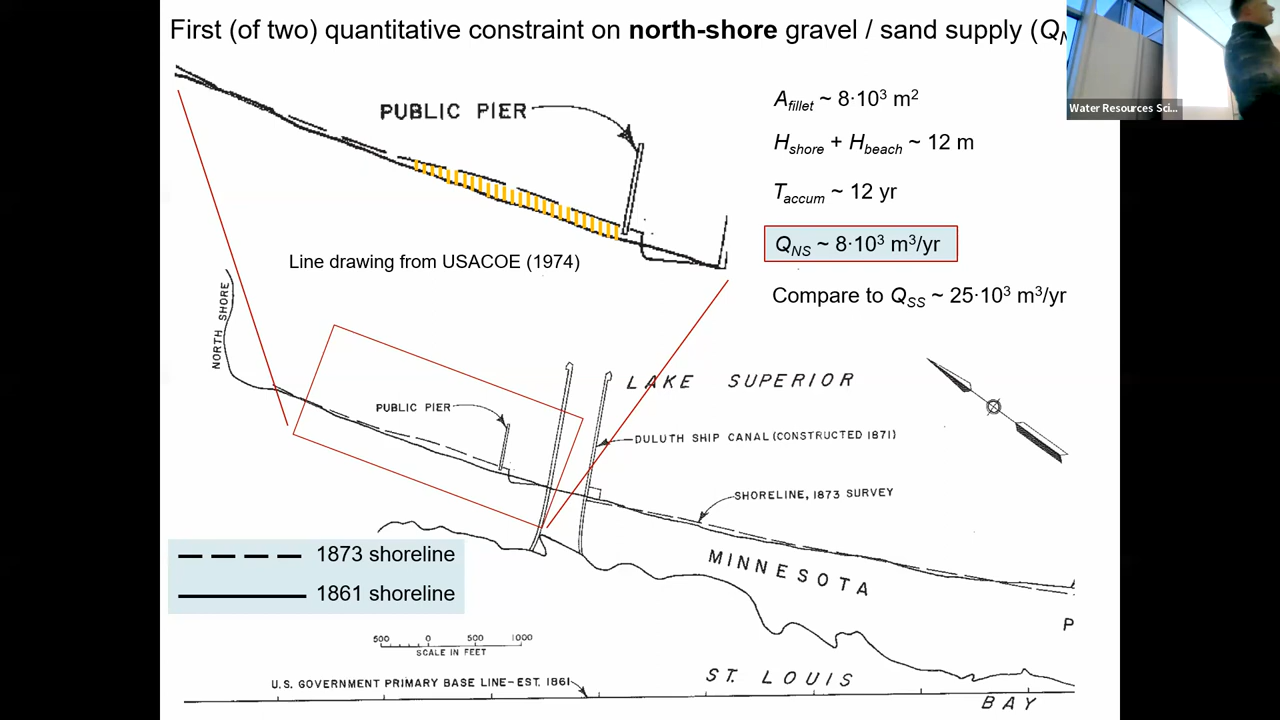 First (of two) quantitative constraint on north-shore gravel / sand supply (Q
PUBLIC PIER
A_fillet ~ 8·10³ m²
H_shore + H_beach ~ 12 m
T_accum ~ 12 yr
Q_NS ~ 8·10³ m³/yr
Compare to Q_SS ~ 25·10³ m³/yr
Line drawing from USACOE (1974)
Water Resources Sci...
NORTH SHORE
PUBLIC PIER
LAKE SUPERIOR
DULUTH SHIP CANAL (CONSTRUCTED 1871)
SHORELINE, 1873 SURVEY
MINNESOTA
P
1873 shoreline
1861 shoreline
500 0 500 1000
SCALE IN FEET
U.S. GOVERNMENT PRIMARY BASE LINE-EST. 1861
ST. LOUIS
BAY